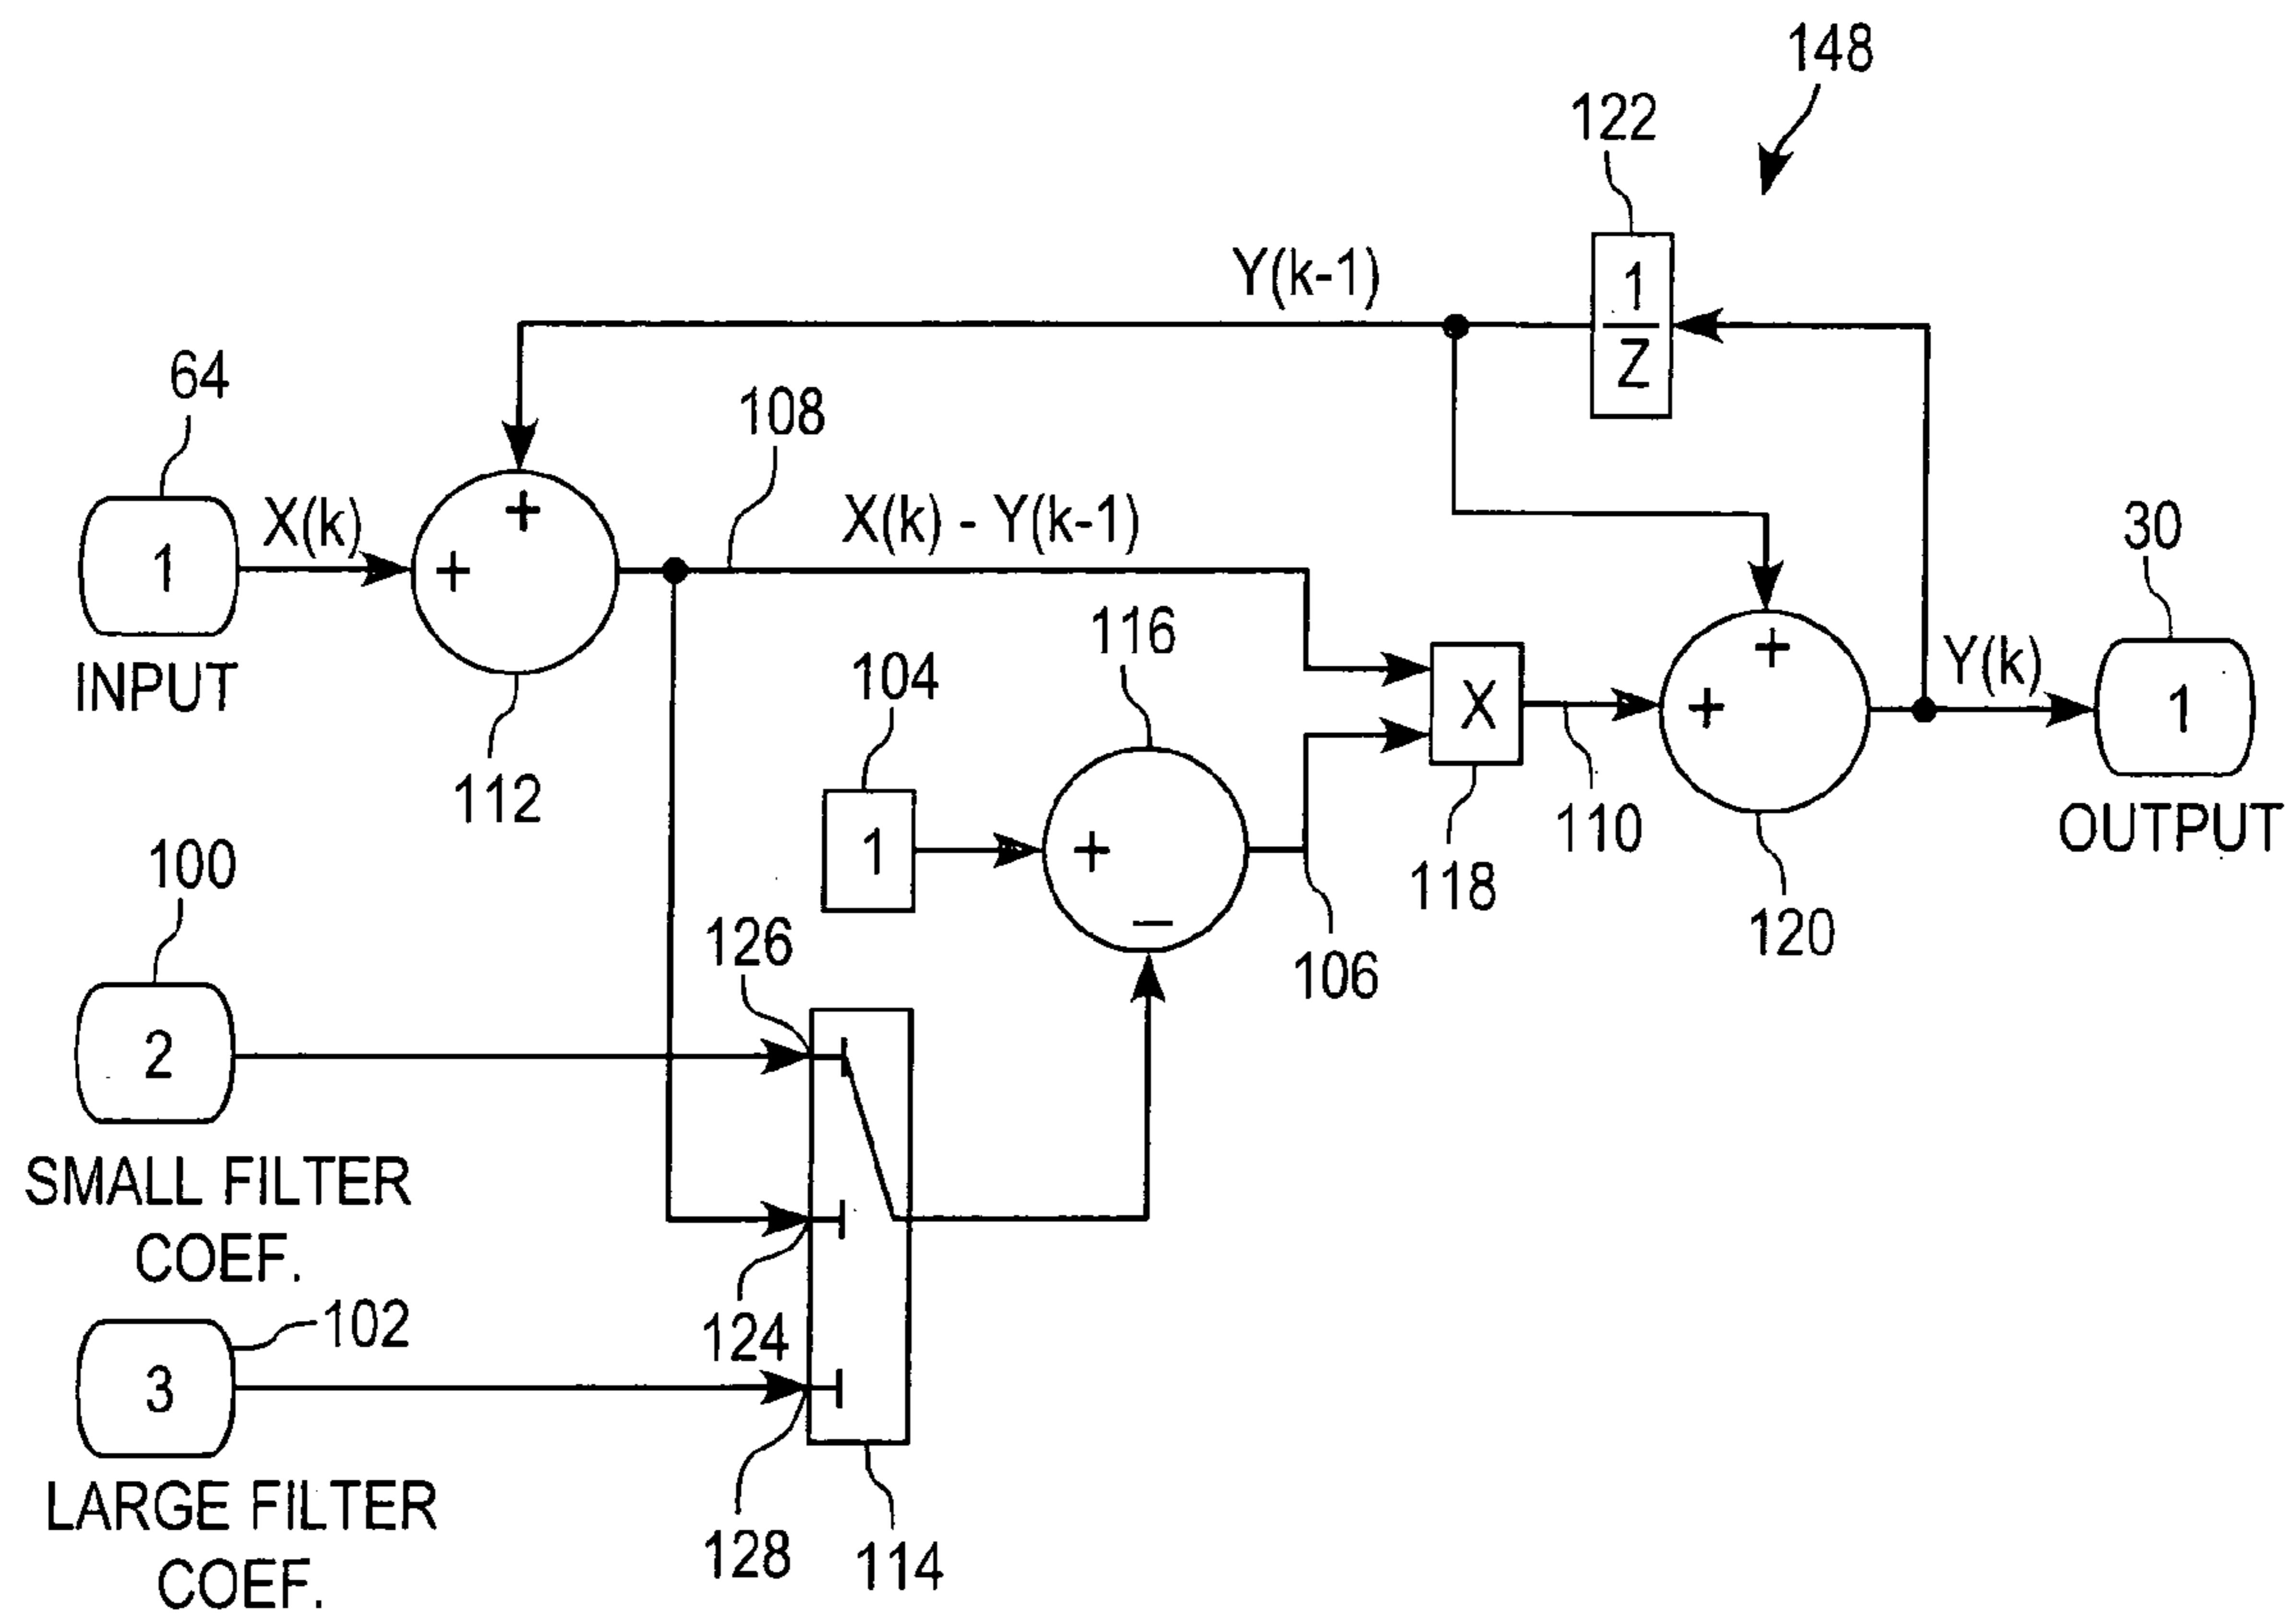 148
122
1
Z
Y(k-1)
64
108
X(k)
1
+
+
X(k) - Y(k-1)
30
INPUT
112
104
116
X
+
+
Y(k)
1
OUTPUT
1
+
−
118
110
120
106
100
126
2
SMALL FILTER
COEF.
124
102
3
LARGE FILTER
COEF.
128
114